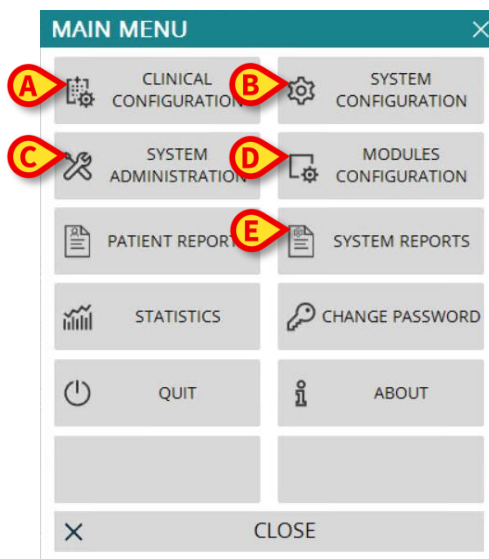 MAIN MENU
A
CLINICAL
CONFIGURATION
B
SYSTEM
CONFIGURATION
C
SYSTEM
ADMINISTRATION
D
MODULES
CONFIGURATION
PATIENT REPORT
E
SYSTEM REPORTS
STATISTICS
CHANGE PASSWORD
QUIT
ABOUT
CLOSE